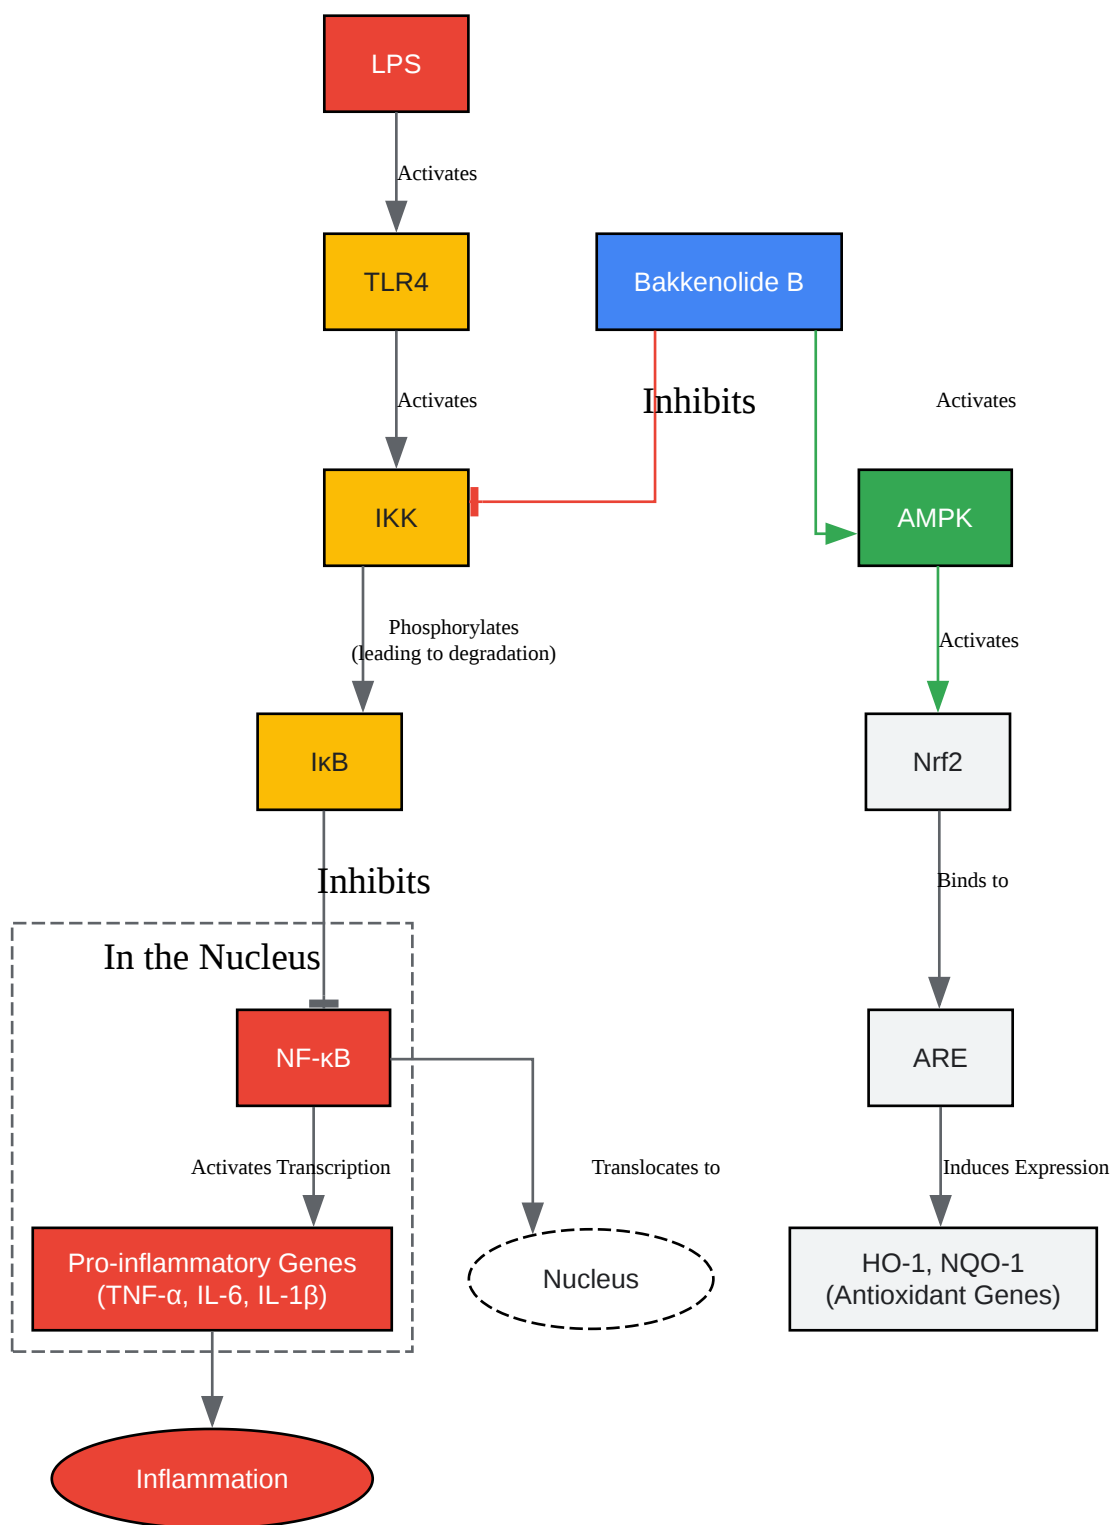 LPS
Activates
TLR4
Bakkenolide B
Activates
Inhibits
Activates
IKK
AMPK
Phosphorylates
(leading to degradation)
Activates
IκB
Nrf2
Inhibits
Binds to
In the Nucleus
NF-κB
ARE
Activates Transcription
Translocates to
Induces Expression
Pro-inflammatory Genes
(TNF-α, IL-6, IL-1β)
Nucleus
HO-1, NQO-1
(Antioxidant Genes)
Inflammation